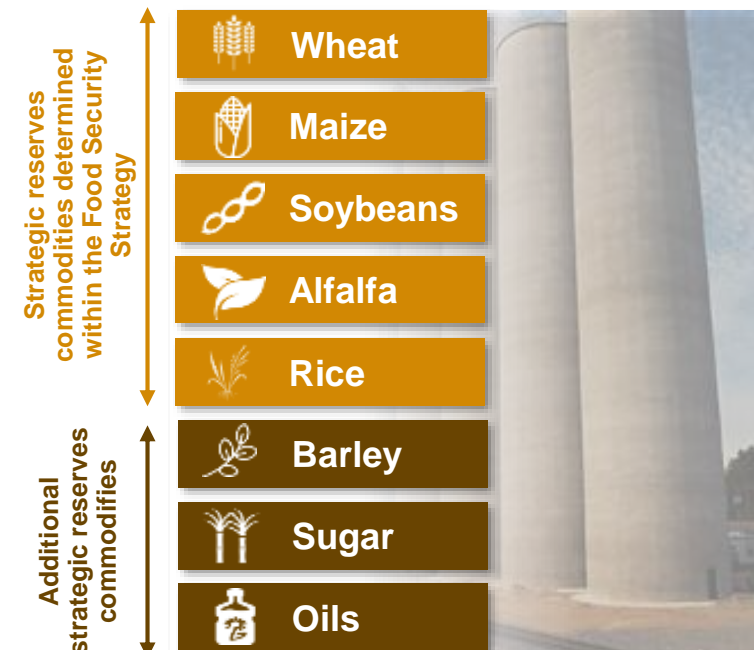 Strategic reserves
commodities determined
within the Food Security
Strategy
Wheat
Maize
Soybeans
Alfalfa
Rice
Additional
strategic reserves
commodifies
Barley
Sugar
Oils